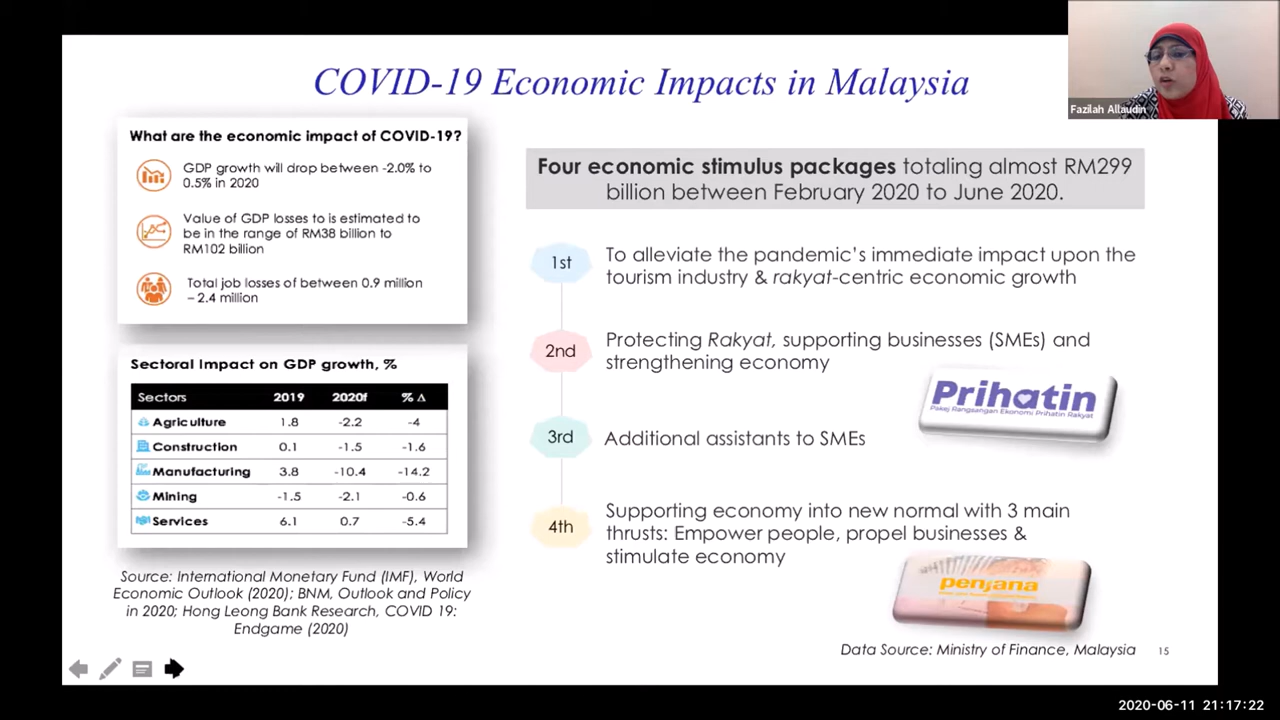 COVID-19 Economic Impacts in Malaysia
Fazilah Allaudin
What are the economic impact of COVID-19?
GDP growth will drop between -2.0% to
0.5% in 2020
Value of GDP losses to is estimated to
be in the range of RM38 billion to
RM102 billion
Total job losses of between 0.9 million
– 2.4 million
Sectoral Impact on GDP growth, %
Sectors 2019 2020f % Δ
Agriculture 1.8 -2.2 -4
Construction 0.1 -1.5 -1.6
Manufacturing 3.8 -10.4 -14.2
Mining -1.5 -2.1 -0.6
Services 6.1 0.7 -5.4
Source: International Monetary Fund (IMF), World
Economic Outlook (2020); BNM, Outlook and Policy
in 2020; Hong Leong Bank Research, COVID 19:
Endgame (2020)
Four economic stimulus packages totaling almost RM299
billion between February 2020 to June 2020.
1st
To alleviate the pandemic's immediate impact upon the
tourism industry & rakyat-centric economic growth
2nd
Protecting Rakyat, supporting businesses (SMEs) and
strengthening economy
Prihatin
Pakej Rangsangan Ekonomi Prihatin Rakyat
3rd
Additional assistants to SMEs
4th
Supporting economy into new normal with 3 main
thrusts: Empower people, propel businesses &
stimulate economy
penjana
Data Source: Ministry of Finance, Malaysia
15
2020-06-11 21:17:22